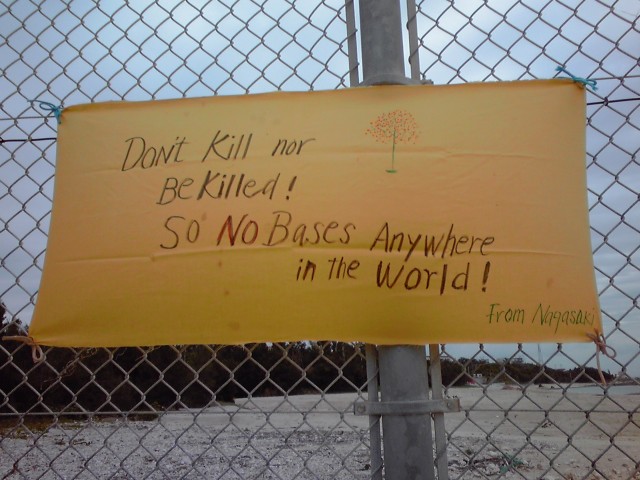 DON'T Kill nor
Be Killed!
So NO Bases Anywhere
in the World!
From Nagasaki